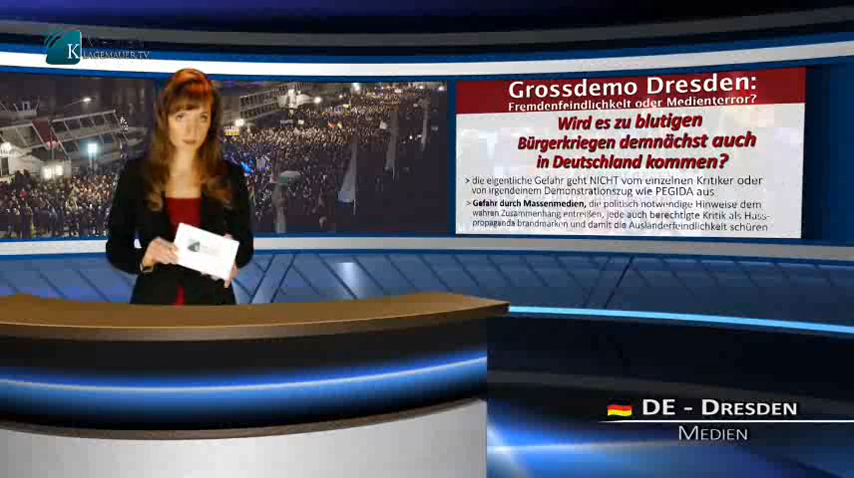 KLAGEMAUER.TV
Grossdemo Dresden:
Fremdenfeindlichkeit oder Medienterror?
Wird es zu blutigen
Bürgerkriegen demnächst auch
in Deutschland kommen?
> die eigentliche Gefahr geht NICHT vom einzelnen Kritiker oder
von irgendeinem Demonstrationszug wie PEGIDA aus
> Gefahr durch Massenmedien, die politisch notwendige Hinweise dem
wahren Zusammenhang entreißen, jede auch berechtigte Kritik als Hass-
propaganda brandmarken und damit die Ausländerfeindlichkeit schüren
DE - DRESDEN
MEDIEN